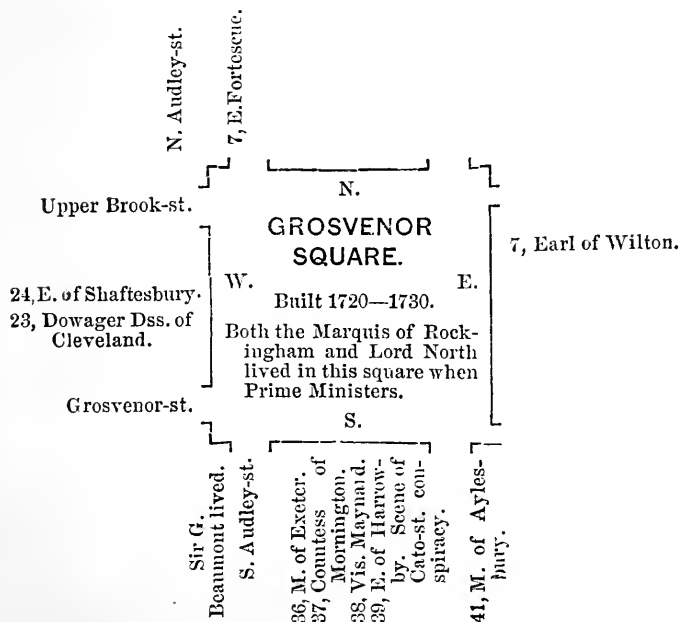 N. Audley-st.
7, E.Fortescue.
N.
Upper Brook-st.
GROSVENOR
SQUARE.
7, Earl of Wilton.
W.
E.
24, E. of Shaftesbury.
23, Dowager Dss. of
Cleveland.
Built 1720—1730.
Both the Marquis of Rock-
ingham and Lord North
lived in this square when
Prime Ministers.
Grosvenor-st.
S.
Sir G.
Beaumont lived.
S. Audley-st.
36, M. of Exeter.
37, Countess of
Mornington.
38, Vis. Maynard.
39, E. of Harrow-
by. Scene of
Cato-st. con-
spiracy.
41, M. of Ayles-
bury.